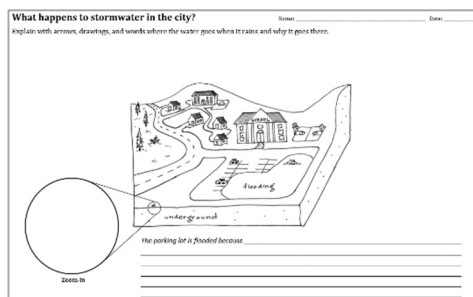 What happens to stormwater in the city? Name: Date:
Explain with arrows, drawings, and words where the water goes when it rains and why it goes there.
SCHOOL
flooding
underground
Zoom-in
The parking lot is flooded because